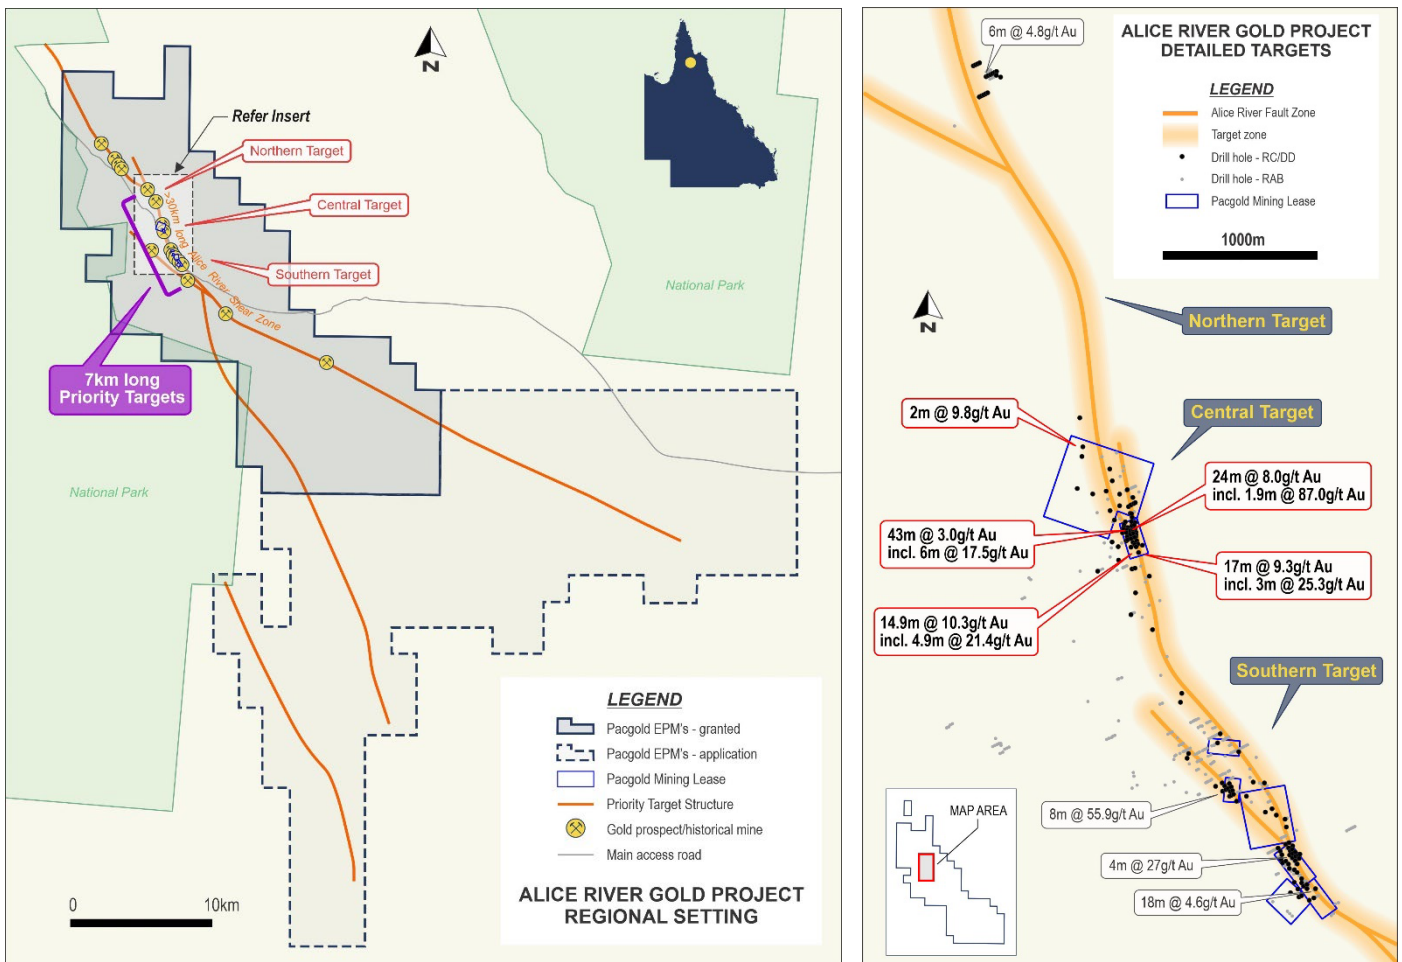 N
Refer Insert
Northern Target
Central Target
Southern Target
>30km long Alice River Shear Zone
7km long
Priority Targets
National Park
National Park
LEGEND
Pacgold EPM's - granted
Pacgold EPM's - application
Pacgold Mining Lease
Priority Target Structure
Gold prospect/historical mine
Main access road
ALICE RIVER GOLD PROJECT
REGIONAL SETTING
0 10km
6m @ 4.8g/t Au
ALICE RIVER GOLD PROJECT
DETAILED TARGETS
LEGEND
Alice River Fault Zone
Target zone
Drill hole - RC/DD
Drill hole - RAB
Pacgold Mining Lease
1000m
N
Northern Target
Central Target
2m @ 9.8g/t Au
24m @ 8.0g/t Au
incl. 1.9m @ 87.0g/t Au
43m @ 3.0g/t Au
incl. 6m @ 17.5g/t Au
17m @ 9.3g/t Au
incl. 3m @ 25.3g/t Au
14.9m @ 10.3g/t Au
incl. 4.9m @ 21.4g/t Au
Southern Target
8m @ 55.9g/t Au
4m @ 27g/t Au
18m @ 4.6g/t Au
MAP AREA